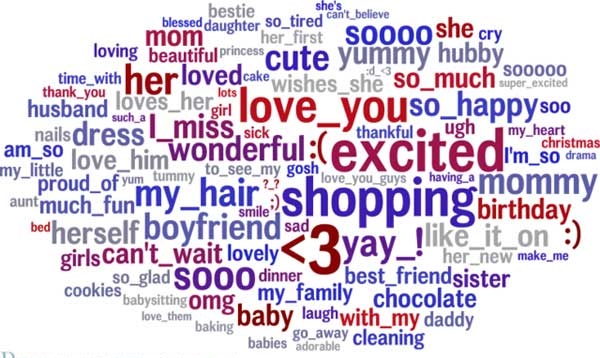 bestie she's can't_believe
blessed daughter so_tired soooo she cry
mom her_first
loving beautiful princess cute yummy hubby
time_with her loved cake wishes_she :d_<3 so_much sooooo
thank_you lots super_excited
husband loves_her girl love_you so_happy soo
such_a
nails dress I_miss sick thankful ugh my_heart
am_so wonderful :( excited I'm_so christmas
love_him to_see_my gosh drama
my_little proud_of yum tummy love_you_guys having_a mommy
aunt much_fun my_hair ?_? ;) shopping birthday
smile
bed herself boyfriend sad <3 yay_! like_it_on :)
girls can't_wait lovely her_new make_me
so_glad sooo dinner best_friend sister
cookies my_family chocolate
babysitting omg baby laugh with_my daddy
love_them baking go_away cleaning
babies adorable